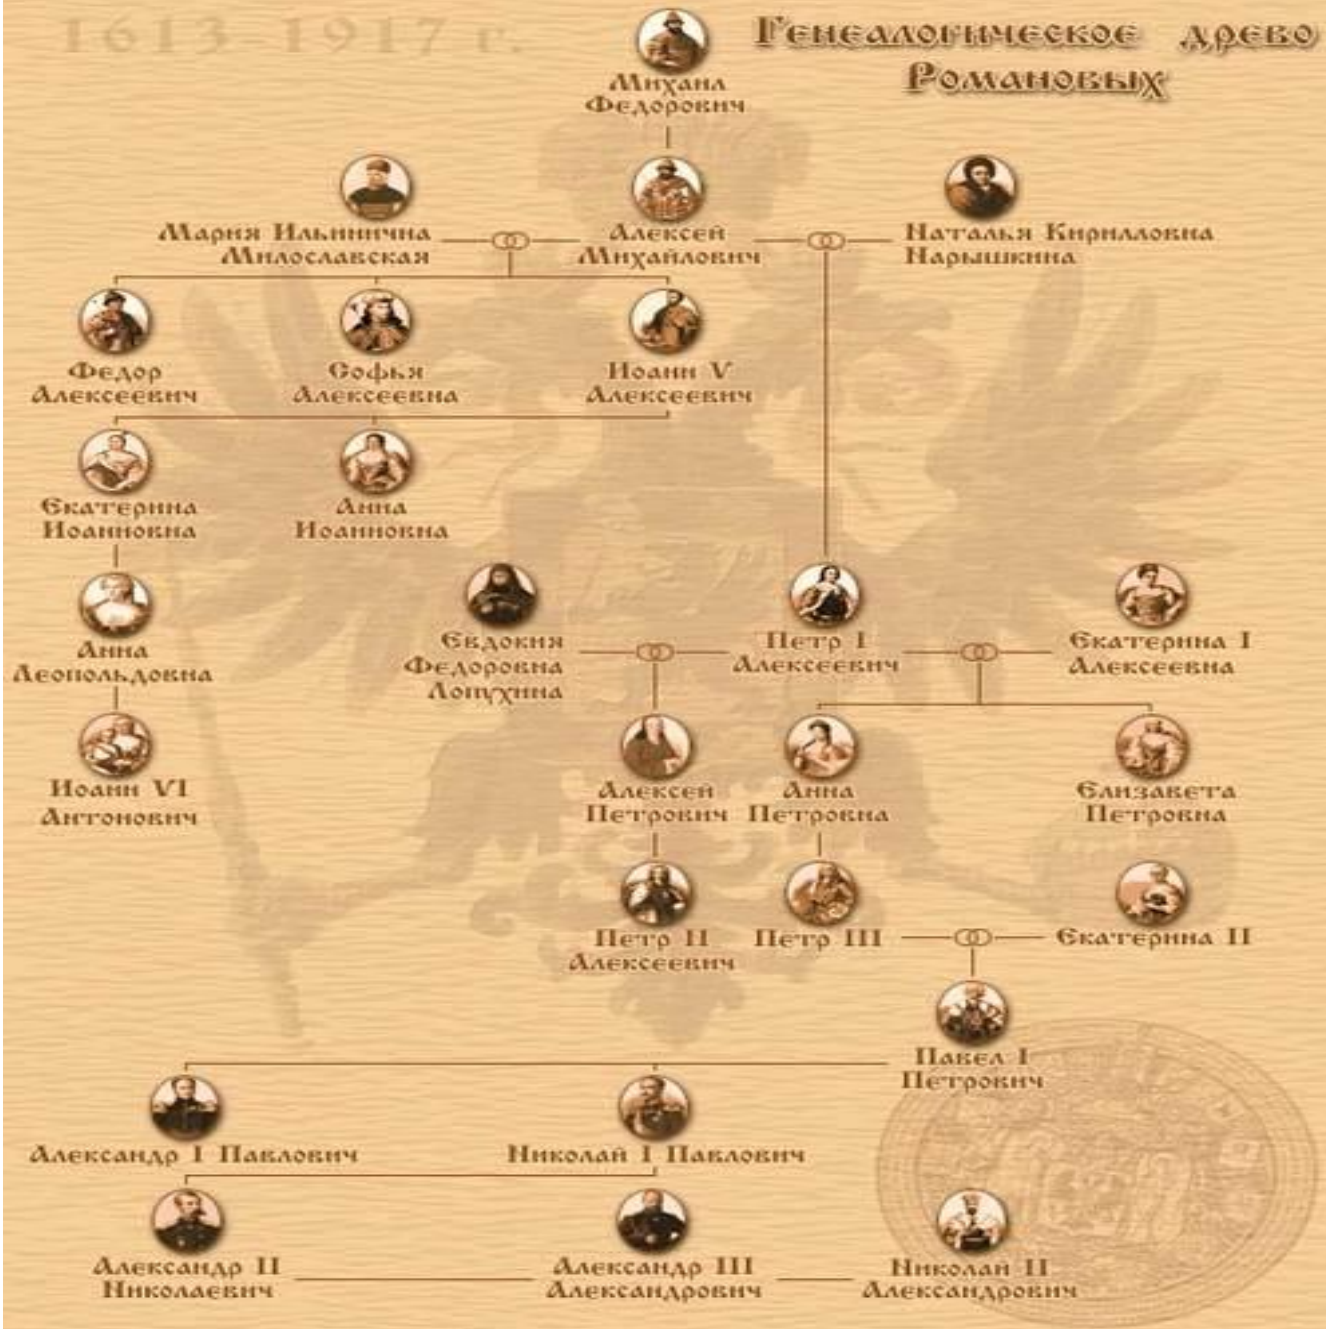 1613 1917 г.
Генеалогическое древо
Романовых
Михаил
Федорович
Мария Ильинична
Милославская
Алексей
Михайлович
Наталья Кирилловна
Нарышкина
Федор
Алексеевич
Софья
Алексеевна
Иоанн V
Алексеевич
Екатерина
Иоанновна
Анна
Иоанновна
Анна
Леопольдовна
Евдокия
Федоровна
Лопухина
Петр I
Алексеевич
Екатерина I
Алексеевна
Иоанн VI
Антонович
Алексей
Петрович
Анна
Петровна
Елизавета
Петровна
Петр II
Алексеевич
Петр III
Екатерина II
Павел I
Петрович
Александр I Павлович
Николай I Павлович
Александр II
Николаевич
Александр III
Александрович
Николай II
Александрович